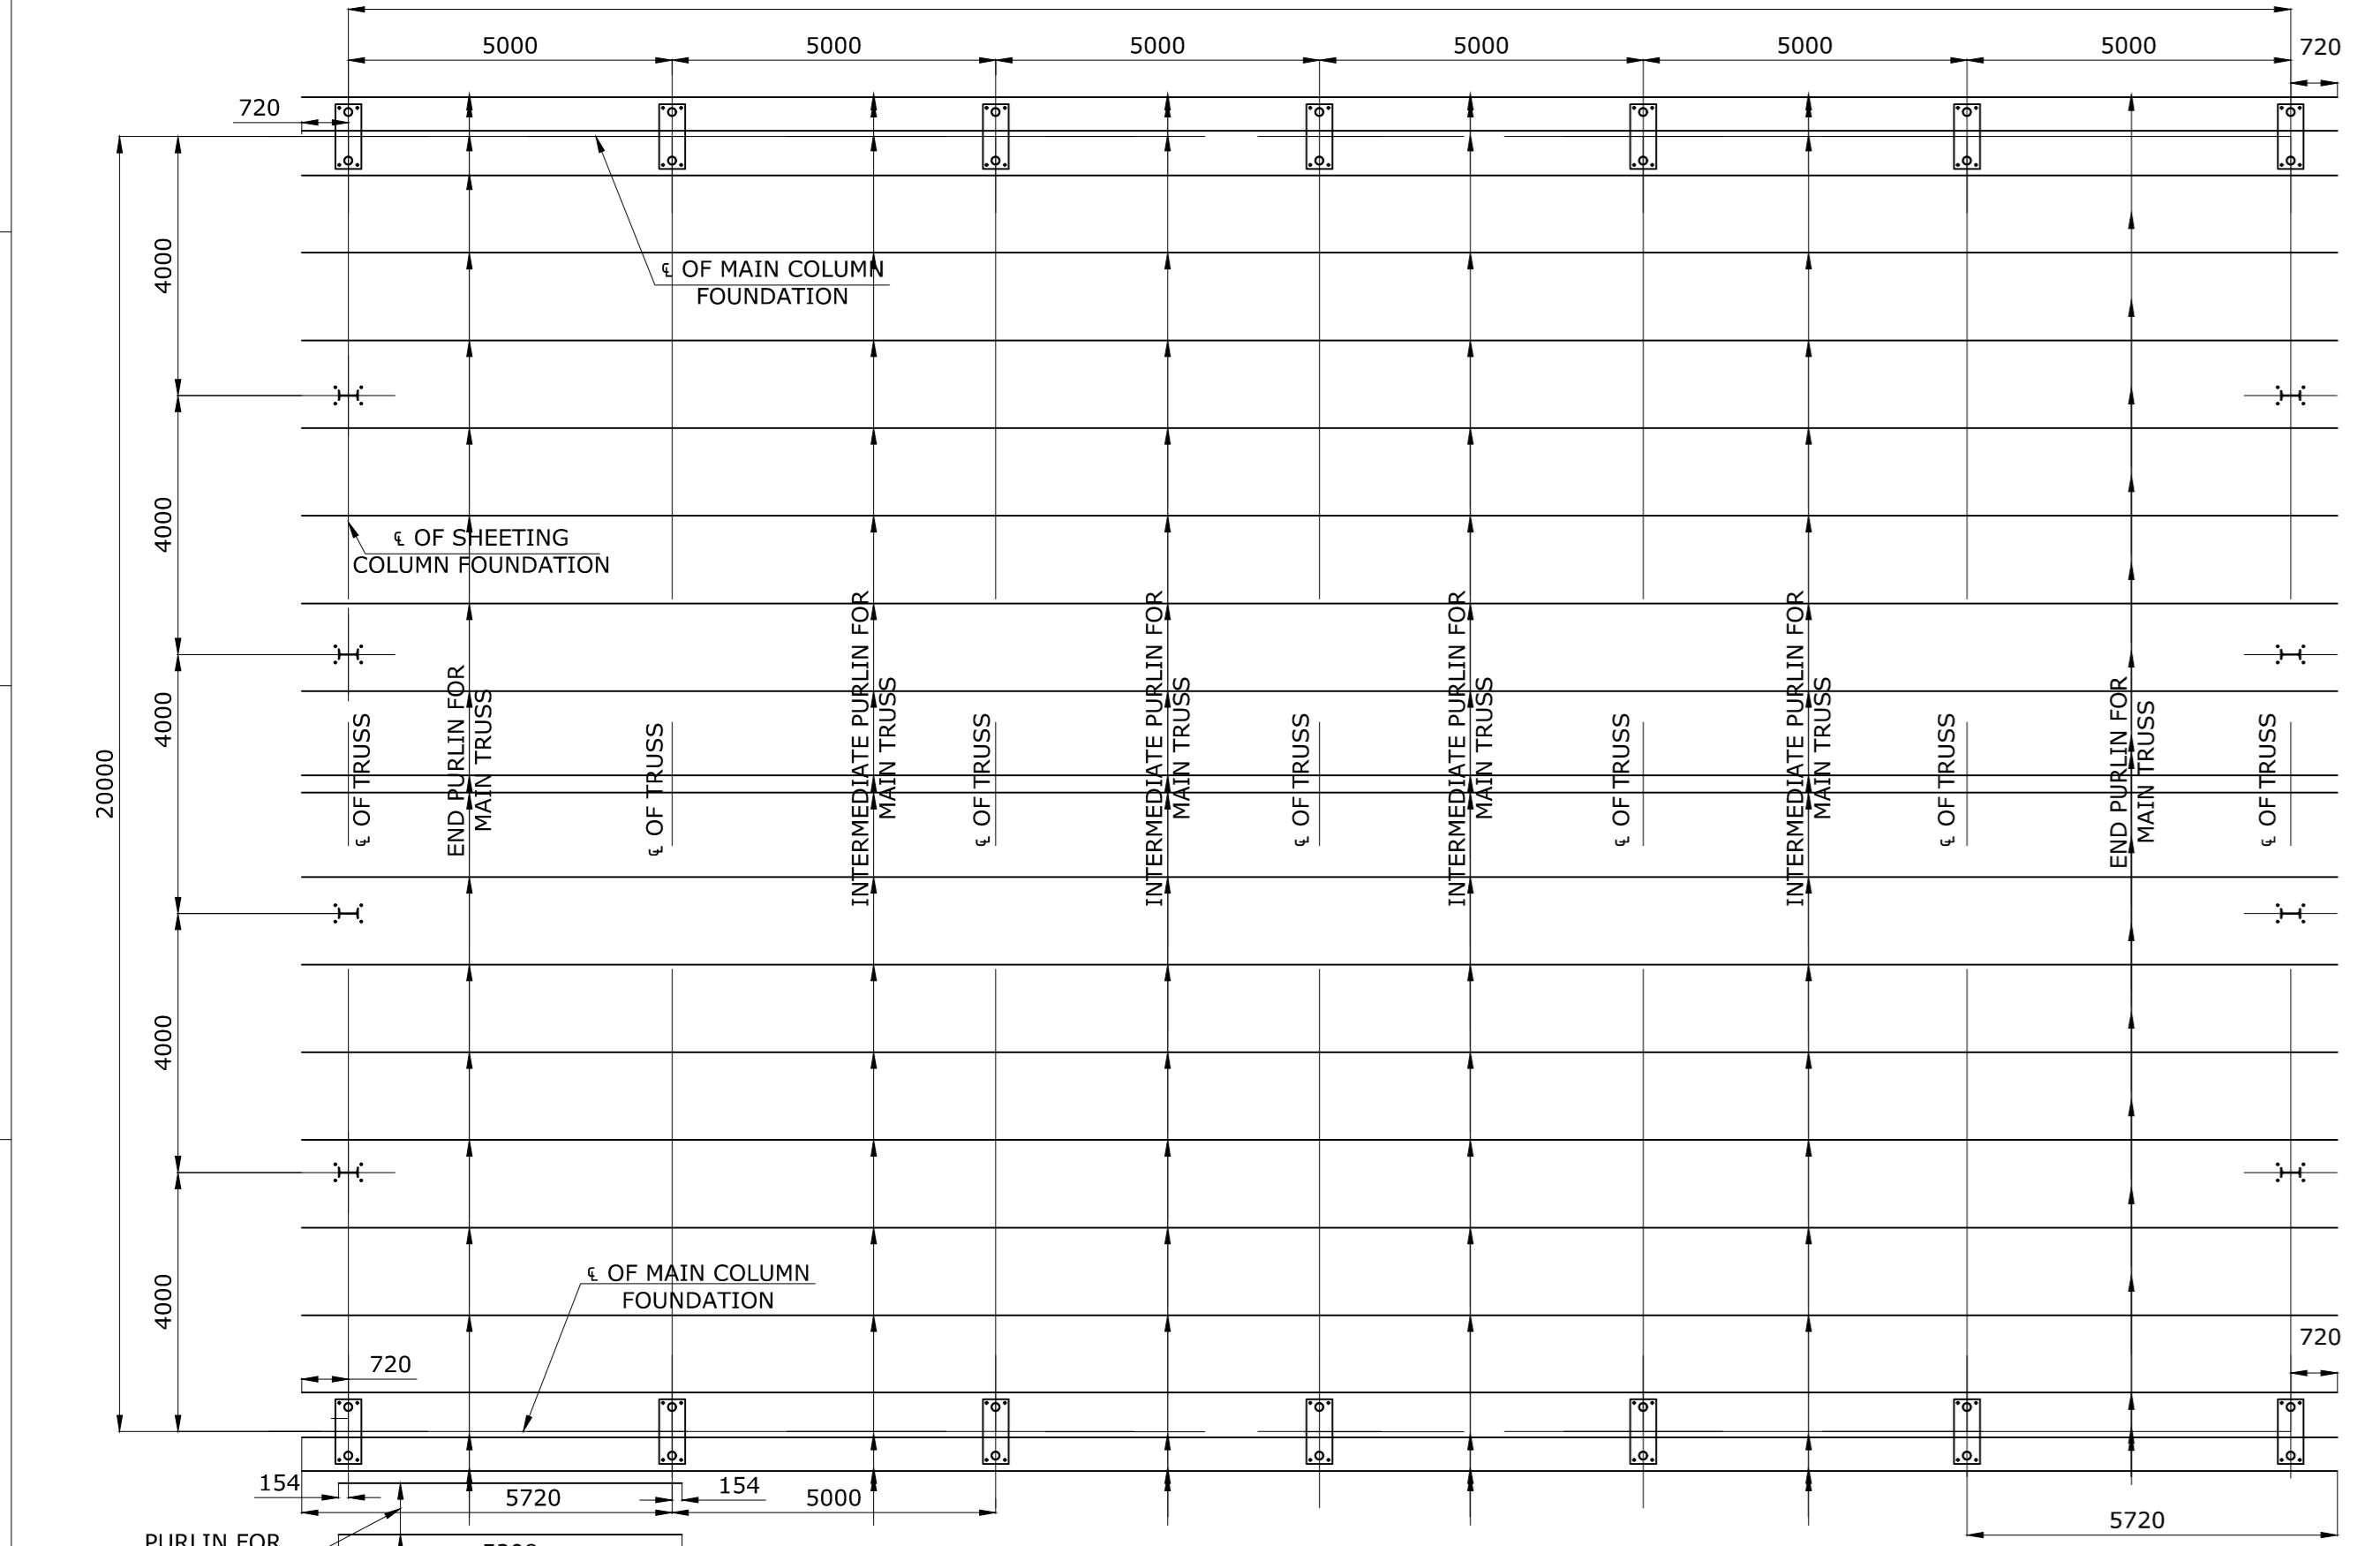 5000
5000
5000
5000
5000
5000
720
720
4000
℄ OF MAIN COLUMN
FOUNDATION
4000
℄ OF SHEETING
COLUMN FOUNDATION
4000
20000
℄ OF TRUSS
END PURLIN FOR
MAIN TRUSS
℄ OF TRUSS
INTERMEDIATE PURLIN FOR
MAIN TRUSS
℄ OF TRUSS
INTERMEDIATE PURLIN FOR
MAIN TRUSS
℄ OF TRUSS
INTERMEDIATE PURLIN FOR
MAIN TRUSS
℄ OF TRUSS
INTERMEDIATE PURLIN FOR
MAIN TRUSS
℄ OF TRUSS
END PURLIN FOR
MAIN TRUSS
℄ OF TRUSS
4000
4000
℄ OF MAIN COLUMN
FOUNDATION
720
720
154
5720
154
5000
5720
PURLIN FOR